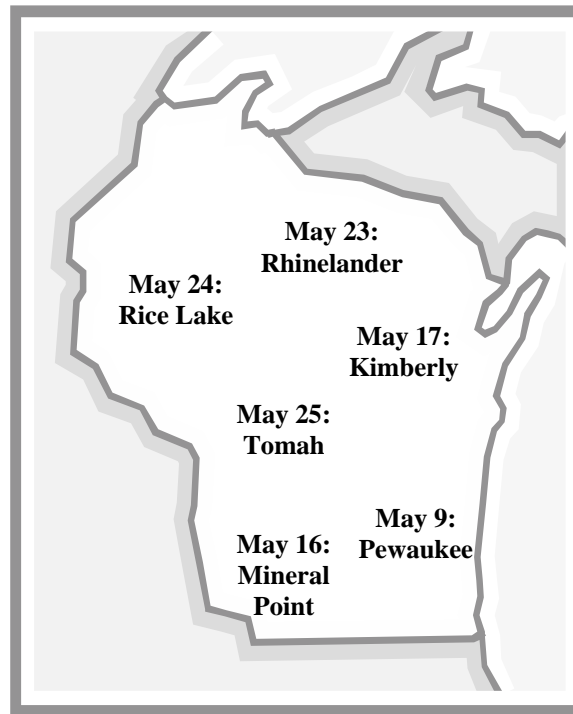 May 23:
Rhinelander
May 24:
Rice Lake
May 17:
Kimberly
May 25:
Tomah
May 9:
Pewaukee
May 16:
Mineral
Point